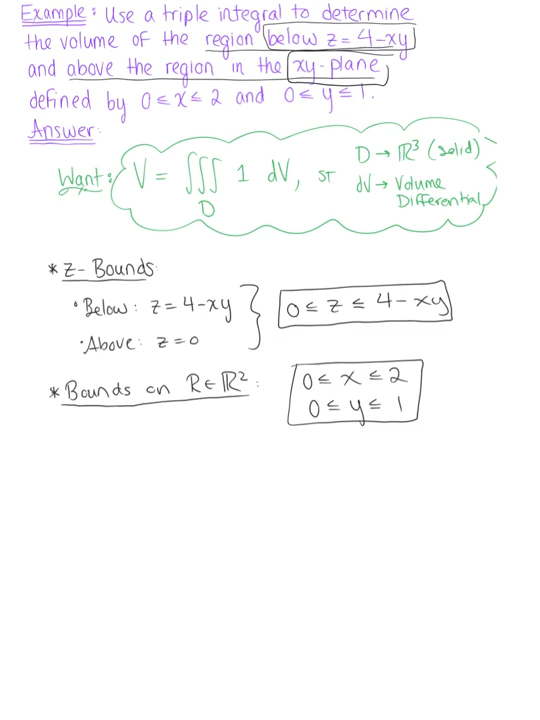 Example: Use a triple integral to determine
the volume of the region below z = 4-xy
and above the region in the xy-plane
defined by 0 ≤ x ≤ 2 and 0 ≤ y ≤ 1.
Answer:
Want: V = ∭_D 1 dV, st D → ℝ³ (solid)
dV → Volume
Differential
* z-Bounds
• Below: z = 4-xy } 0 ≤ z ≤ 4-xy
• Above: z = 0
* Bounds on R ∈ ℝ²: 0 ≤ x ≤ 2
0 ≤ y ≤ 1